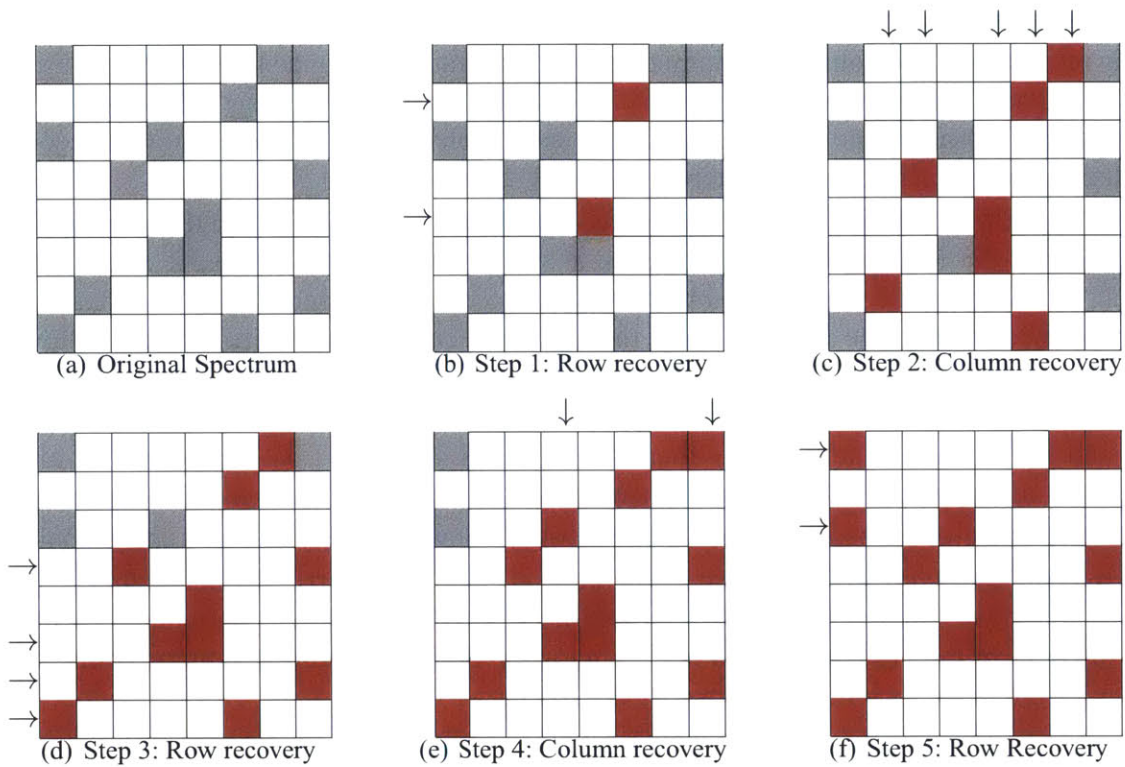 (a) Original Spectrum
(b) Step 1: Row recovery
(c) Step 2: Column recovery
(d) Step 3: Row recovery
(e) Step 4: Column recovery
(f) Step 5: Row Recovery